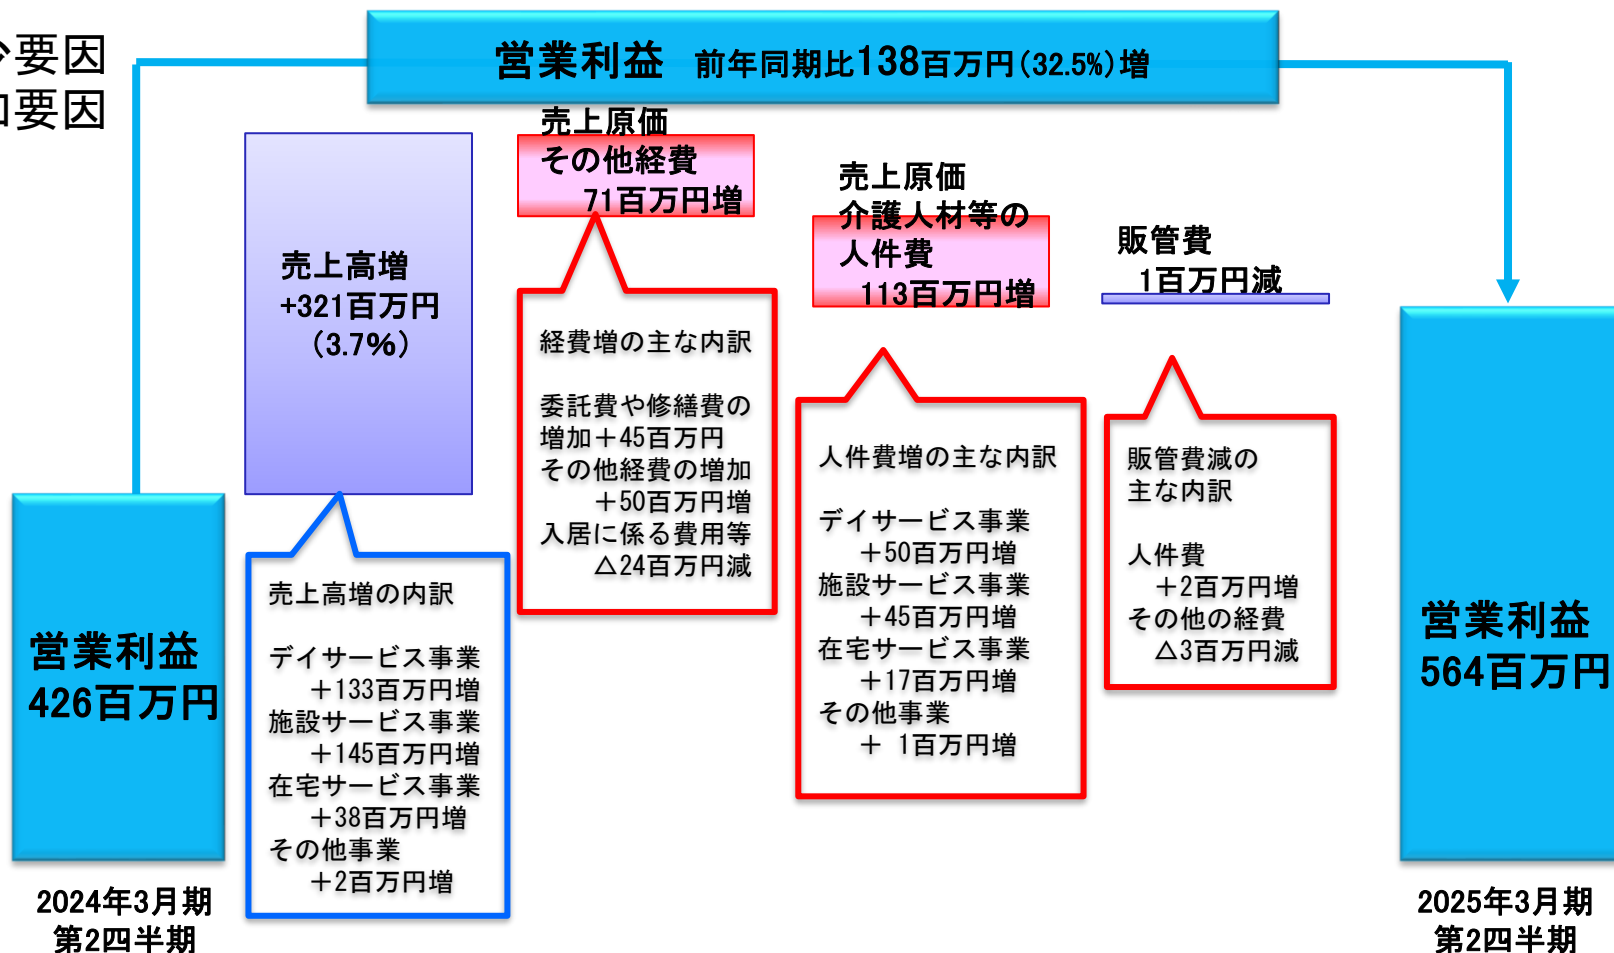 少要因
加要因
営業利益 前年同期比138百万円(32.5%)増
売上高増
+321百万円
(3.7%)
売上原価
その他経費
71百万円増
売上原価
介護人材等の
人件費
113百万円増
販管費
1百万円減
経費増の主な内訳
委託費や修繕費の
増加+45百万円
その他経費の増加
+50百万円増
入居に係る費用等
△24百万円減
人件費増の主な内訳
デイサービス事業
+50百万円増
施設サービス事業
+45百万円増
在宅サービス事業
+17百万円増
その他事業
+ 1百万円増
販管費減の
主な内訳
人件費
+2百万円増
その他の経費
△3百万円減
売上高増の内訳
デイサービス事業
+133百万円増
施設サービス事業
+145百万円増
在宅サービス事業
+38百万円増
その他事業
+2百万円増
営業利益
426百万円
営業利益
564百万円
2024年3月期
第2四半期
2025年3月期
第2四半期